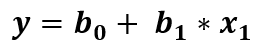 y = b₀ + b₁ * x₁